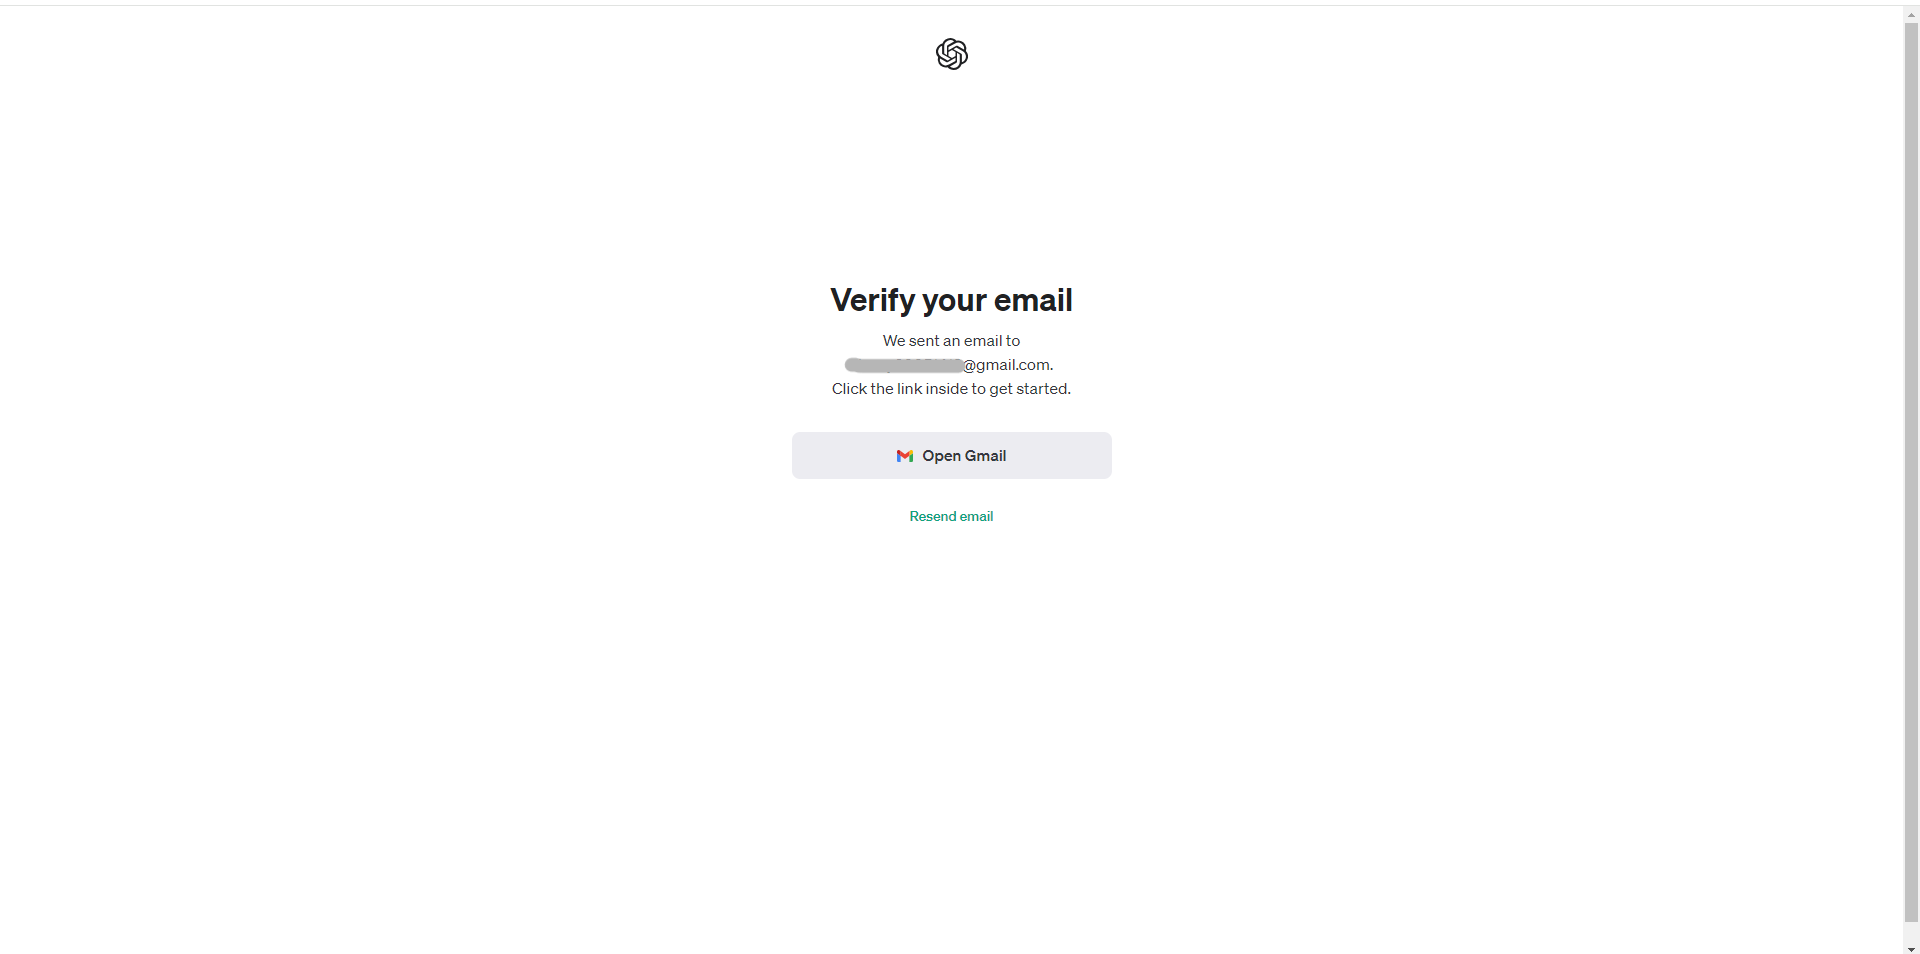 Verify your email
We sent an email to
@gmail.com.
Click the link inside to get started.
Open Gmail
Resend email